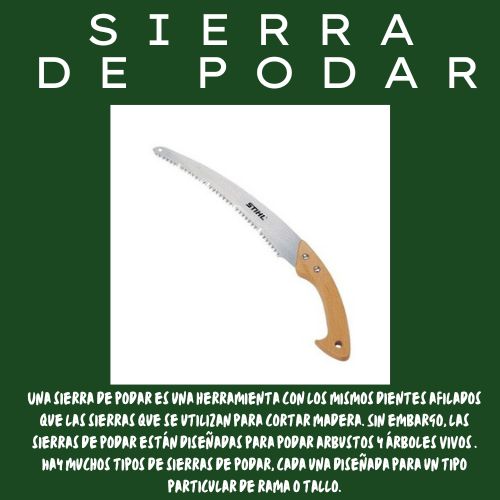 SIERRA
DE PODAR
STIHL
UNA SIERRA DE PODAR ES UNA HERRAMIENTA CON LOS MISMOS DIENTES AFILADOS
QUE LAS SIERRAS QUE SE UTILIZAN PARA CORTAR MADERA. SIN EMBARGO, LAS
SIERRAS DE PODAR ESTÁN DISEÑADAS PARA PODAR ARBUSTOS Y ÁRBOLES VIVOS .
HAY MUCHOS TIPOS DE SIERRAS DE PODAR, CADA UNA DISEÑADA PARA UN TIPO
PARTICULAR DE RAMA O TALLO.